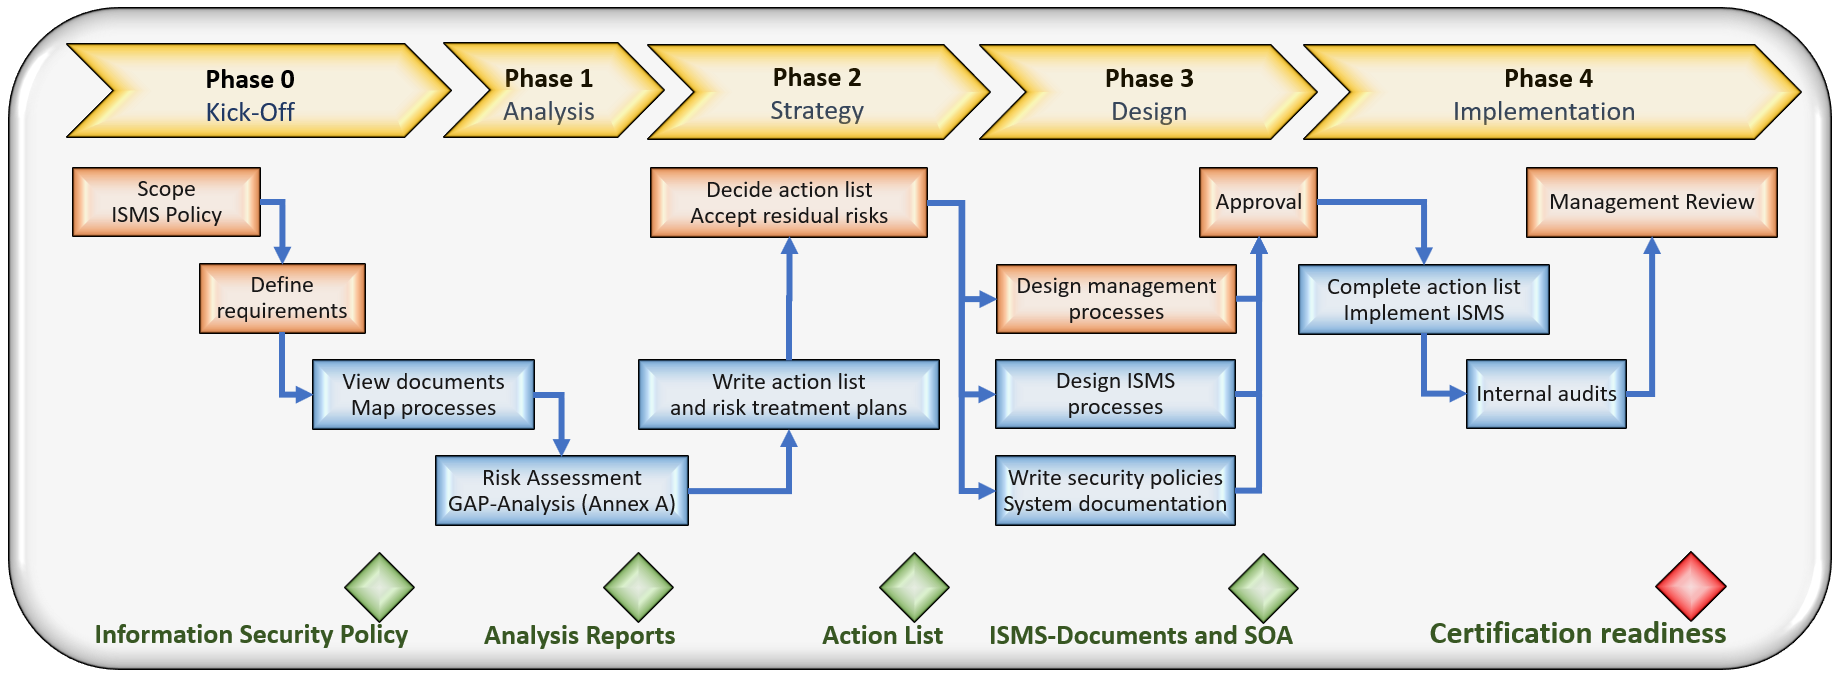 Phase 0
Kick-Off
Phase 1
Analysis
Phase 2
Strategy
Phase 3
Design
Phase 4
Implementation
Scope
ISMS Policy
Define
requirements
View documents
Map processes
Risk Assessment
GAP-Analysis (Annex A)
Decide action list
Accept residual risks
Write action list
and risk treatment plans
Design management
processes
Design ISMS
processes
Write security policies
System documentation
Approval
Complete action list
Implement ISMS
Internal audits
Management Review
Information Security Policy
Analysis Reports
Action List
ISMS-Documents and SOA
Certification readiness